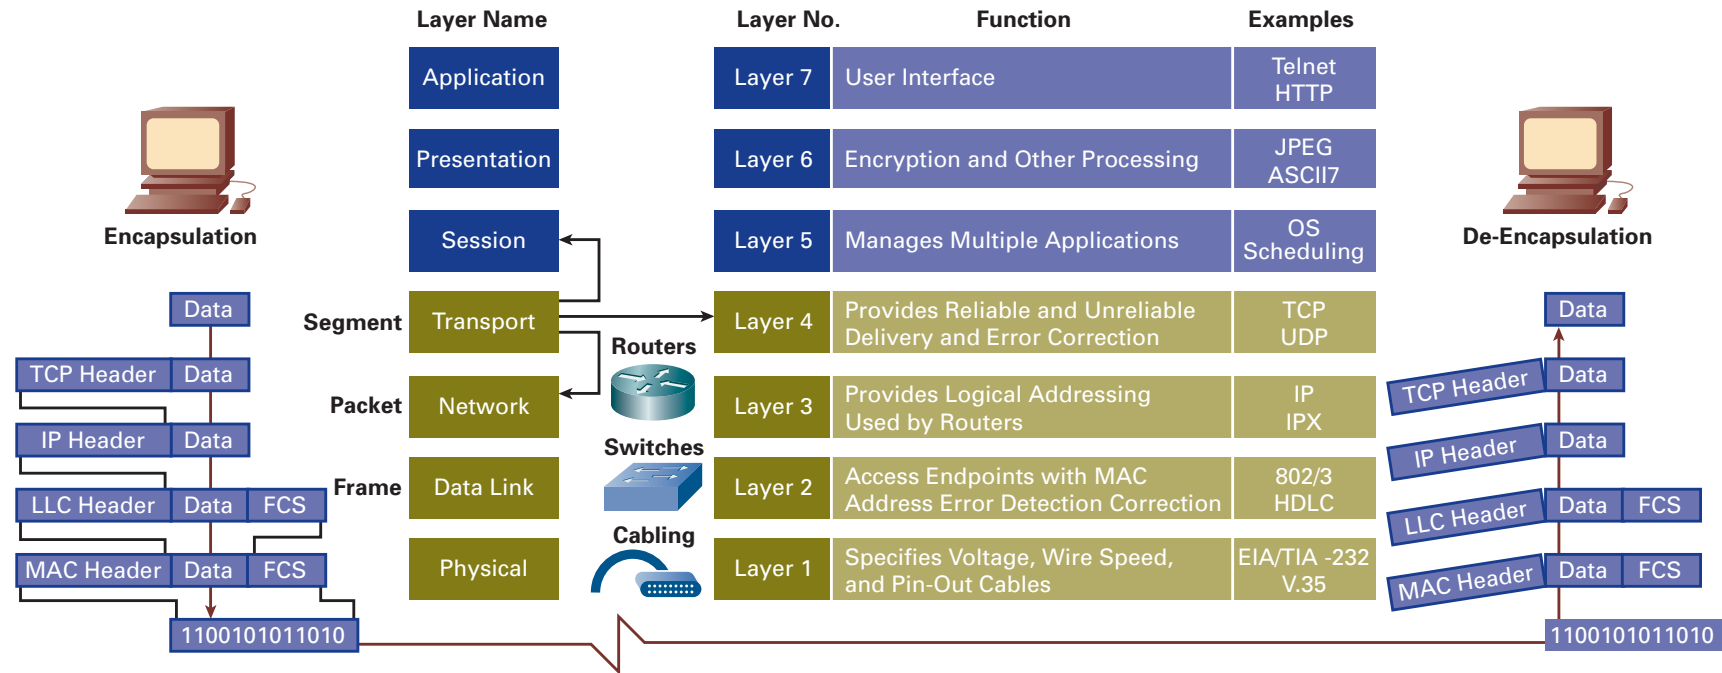 Layer Name
Layer No.
Function
Examples
Application
Layer 7
User Interface
Telnet
HTTP
Presentation
Layer 6
Encryption and Other Processing
JPEG
ASCII7
Session
Layer 5
Manages Multiple Applications
OS
Scheduling
Segment
Transport
Layer 4
Provides Reliable and Unreliable
Delivery and Error Correction
TCP
UDP
Routers
Packet
Network
Layer 3
Provides Logical Addressing
Used by Routers
IP
IPX
Switches
Frame
Data Link
Layer 2
Access Endpoints with MAC
Address Error Detection Correction
802/3
HDLC
Cabling
Physical
Layer 1
Specifies Voltage, Wire Speed,
and Pin-Out Cables
EIA/TIA -232
V.35
Encapsulation
Data
TCP Header Data
IP Header Data
LLC Header Data FCS
MAC Header Data FCS
1100101011010
De-Encapsulation
Data
TCP Header Data
IP Header Data
LLC Header Data FCS
MAC Header Data FCS
1100101011010